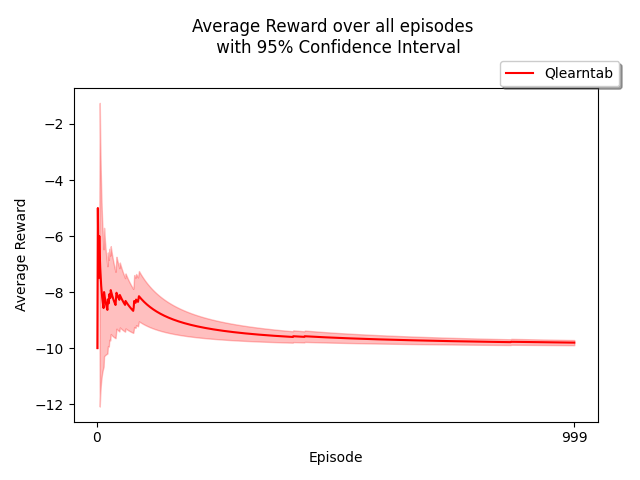 Average Reward over all episodes
with 95% Confidence Interval
Qlearntab
Average Reward
−2
−4
−6
−8
−10
−12
0
999
Episode